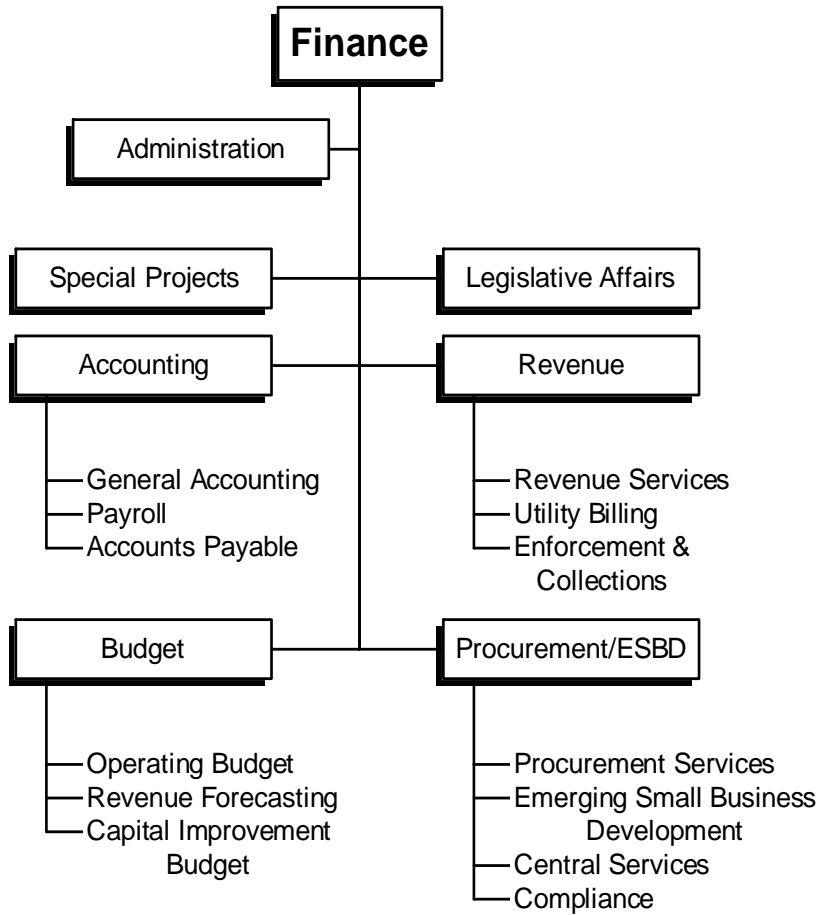 Finance
Administration
Special Projects
Legislative Affairs
Accounting
Revenue
General Accounting
Payroll
Accounts Payable
Revenue Services
Utility Billing
Enforcement &
Collections
Budget
Procurement/ESBD
Operating Budget
Revenue Forecasting
Capital Improvement
Budget
Procurement Services
Emerging Small Business
Development
Central Services
Compliance